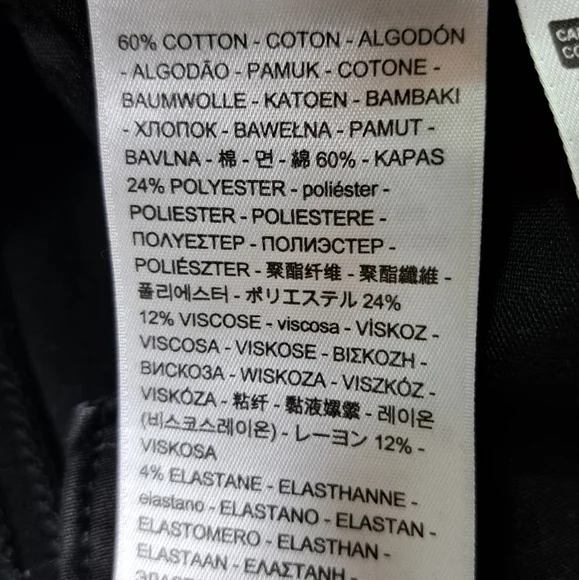 60% COTTON - COTON - ALGODÓN
- ALGODÃO - PAMUK - COTONE -
BAUMWOLLE - KATOEN - BAMBAKI
- ХЛОПОК - BAWEŁNA - PAMUT -
BAVLNA - 棉 - 면 - 綿 60% - KAPAS
24% POLYESTER - poliéster -
POLIESTER - POLIESTERE -
ΠΟΛΥΕΣΤΕΡ - ПОЛИЭСТЕР -
POLIÉSZTER - 聚酯纤维 - 聚酯纖維 -
폴리에스터 - ポリエステル 24%
12% VISCOSE - viscosa - VİSKOZ -
VISCOSA - VISKOSE - ΒΙΣΚΟΖΗ -
ВИСКОЗА - WISKOZA - VISZKÓZ -
VISKÓZA - 粘纤 - 黏液嫘縈 - 레이온
(비스코스레이온) - レーヨン 12% -
VISKOSA
4% ELASTANE - ELASTHANNE -
elastano - ELASTANO - ELASTAN -
ELASTOMERO - ELASTHAN -
ELASTAAN - ΕΛΑΣΤΑΝΗ -